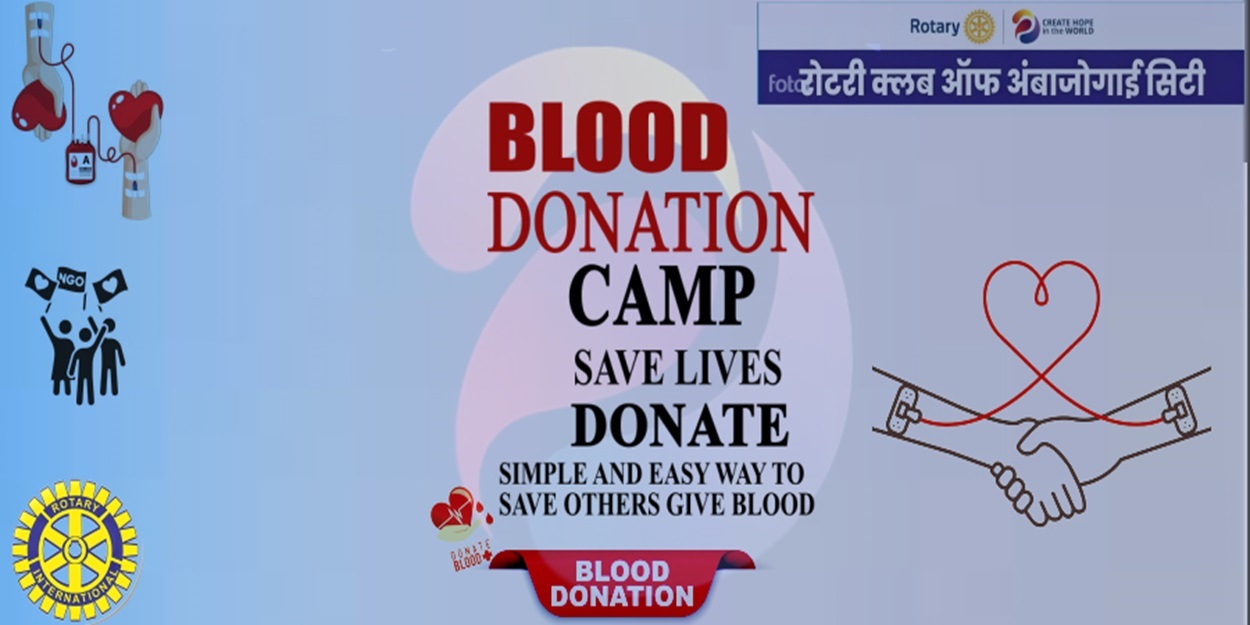 Rotary
CREATE HOPE
in the WORLD
रोटरी क्लब ऑफ अंबाजोगाई सिटी
A
BLOOD
DONATION
CAMP
SAVE LIVES
DONATE
SIMPLE AND EASY WAY TO
SAVE OTHERS GIVE BLOOD
NGO
ROTARY
INTERNATIONAL
DONATE
BLOOD
BLOOD
DONATION